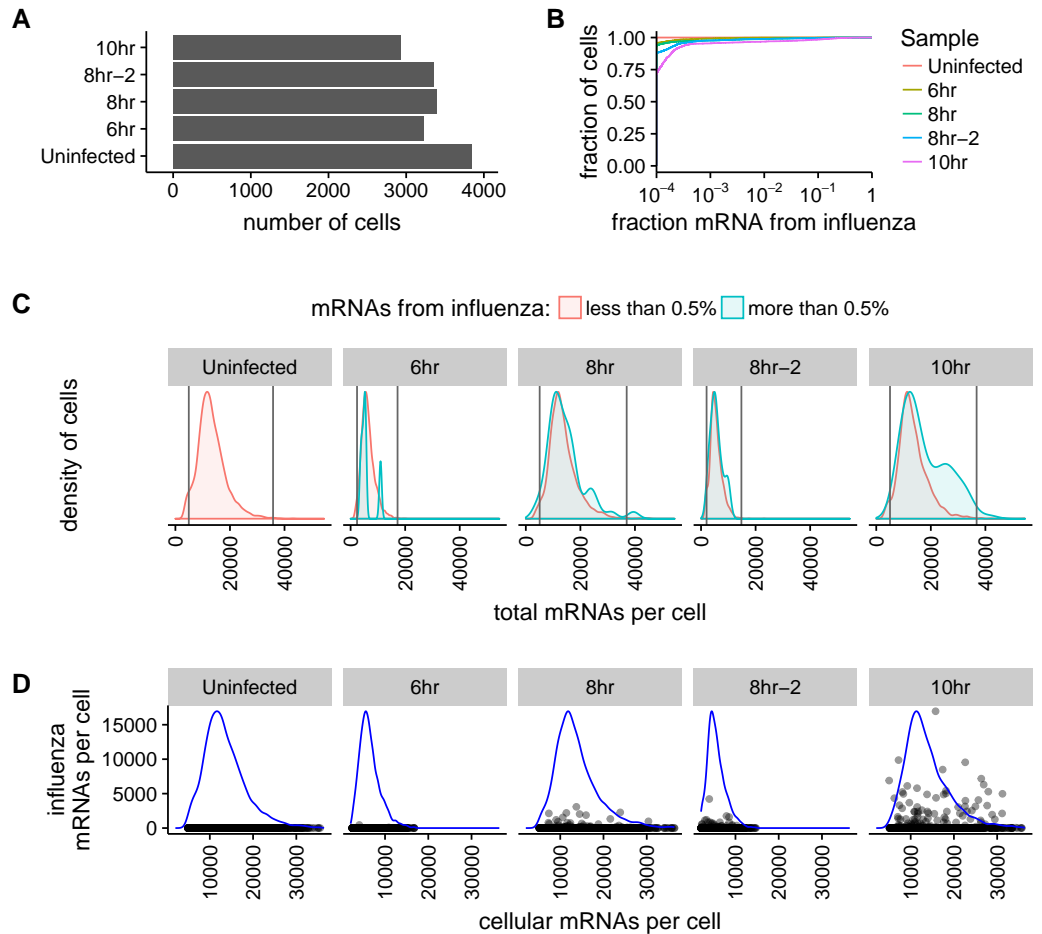 A
10hr
8hr−2
8hr
6hr
Uninfected
0 1000 2000 3000 4000
number of cells
B
fraction of cells
1.00
0.75
0.50
0.25
0.00
10⁻⁴ 10⁻³ 10⁻² 10⁻¹ 1
fraction mRNA from influenza
Sample
Uninfected
6hr
8hr
8hr−2
10hr
C
mRNAs from influenza: less than 0.5% more than 0.5%
Uninfected 6hr 8hr 8hr−2 10hr
density of cells
0 20000 40000 0 20000 40000 0 20000 40000 0 20000 40000 0 20000 40000
total mRNAs per cell
D
Uninfected 6hr 8hr 8hr−2 10hr
influenza
mRNAs per cell
15000
10000
5000
0
10000 20000 30000 10000 20000 30000 10000 20000 30000 10000 20000 30000 10000 20000 30000
cellular mRNAs per cell